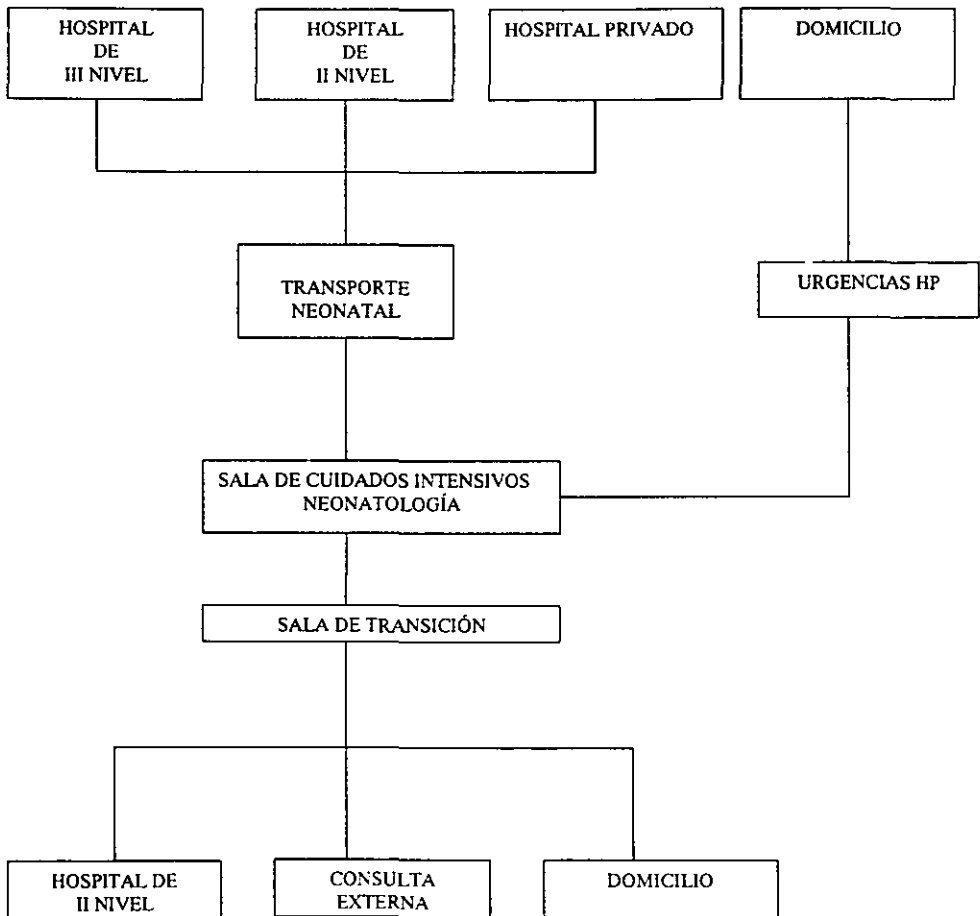 HOSPITAL
DE
III NIVEL
HOSPITAL
DE
II NIVEL
HOSPITAL PRIVADO
DOMICILIO
TRANSPORTE
NEONATAL
URGENCIAS HP
SALA DE CUIDADOS INTENSIVOS
NEONATOLOGÍA
SALA DE TRANSICIÓN
HOSPITAL DE
II NIVEL
CONSULTA
EXTERNA
DOMICILIO